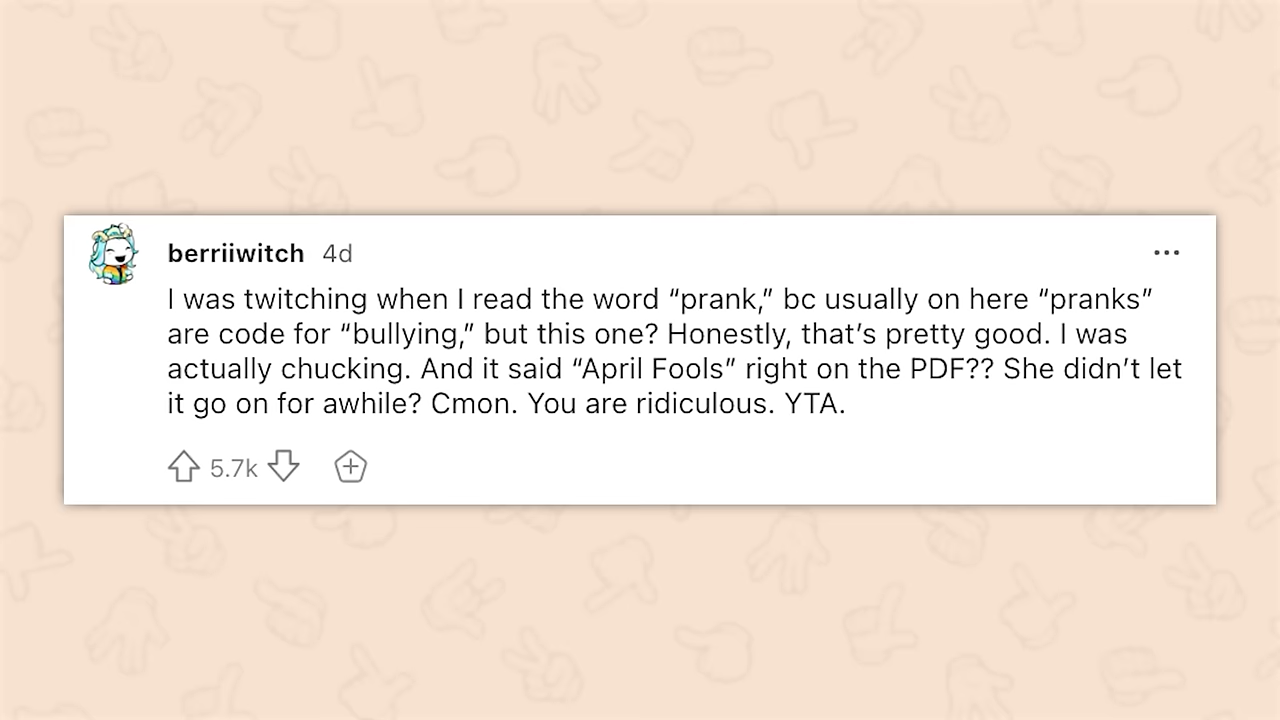 berriiwitch 4d
I was twitching when I read the word “prank,” bc usually on here “pranks”
are code for “bullying,” but this one? Honestly, that’s pretty good. I was
actually chucking. And it said “April Fools” right on the PDF?? She didn’t let
it go on for awhile? Cmon. You are ridiculous. YTA.
5.7k